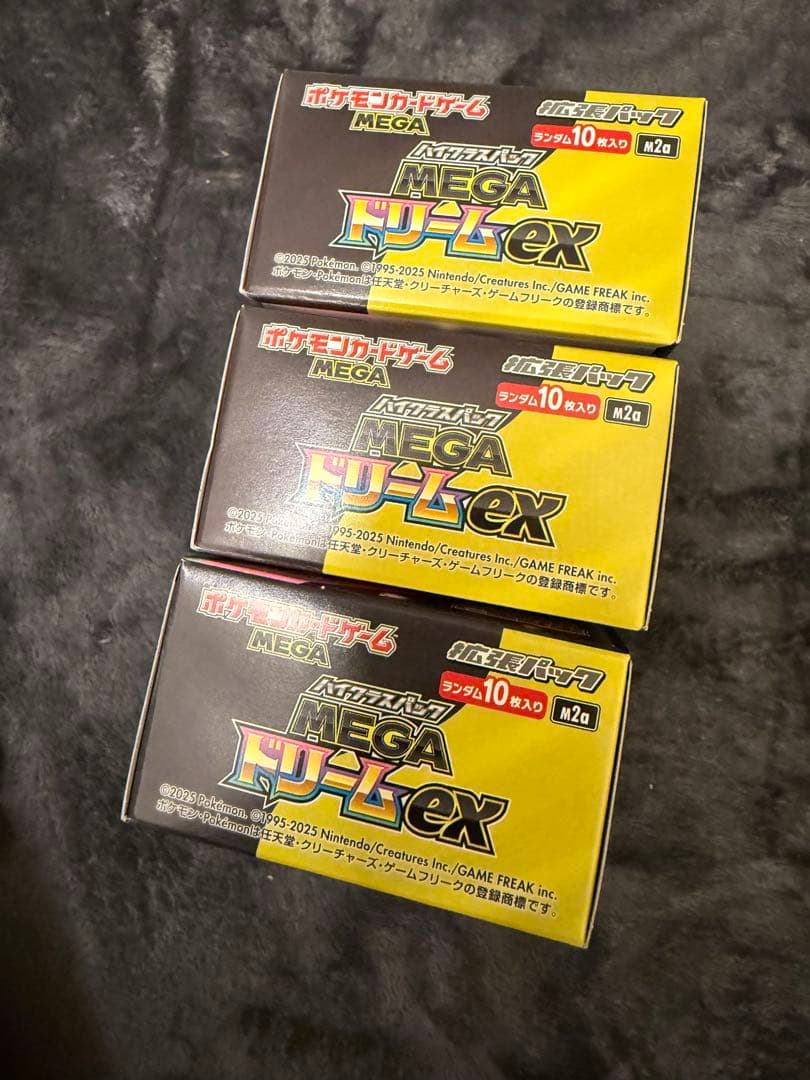 ポケモンカードゲーム
MEGA
拡張パック
ランダム10枚入り M2a
ハイクラスパック
MEGA
ドリームex
©2025 Pokémon. ©1995-2025 Nintendo/Creatures Inc./GAME FREAK inc.
ポケモン・Pokémonは任天堂・クリーチャーズ・ゲームフリークの登録商標です。
ポケモンカードゲーム
MEGA
拡張パック
ランダム10枚入り M2a
ハイクラスパック
MEGA
ドリームex
©2025 Pokémon. ©1995-2025 Nintendo/Creatures Inc./GAME FREAK inc.
ポケモン・Pokémonは任天堂・クリーチャーズ・ゲームフリークの登録商標です。
ポケモンカードゲーム
MEGA
拡張パック
ランダム10枚入り M2a
ハイクラスパック
MEGA
ドリームex
©2025 Pokémon. ©1995-2025 Nintendo/Creatures Inc./GAME FREAK inc.
ポケモン・Pokémonは任天堂・クリーチャーズ・ゲームフリークの登録商標です。